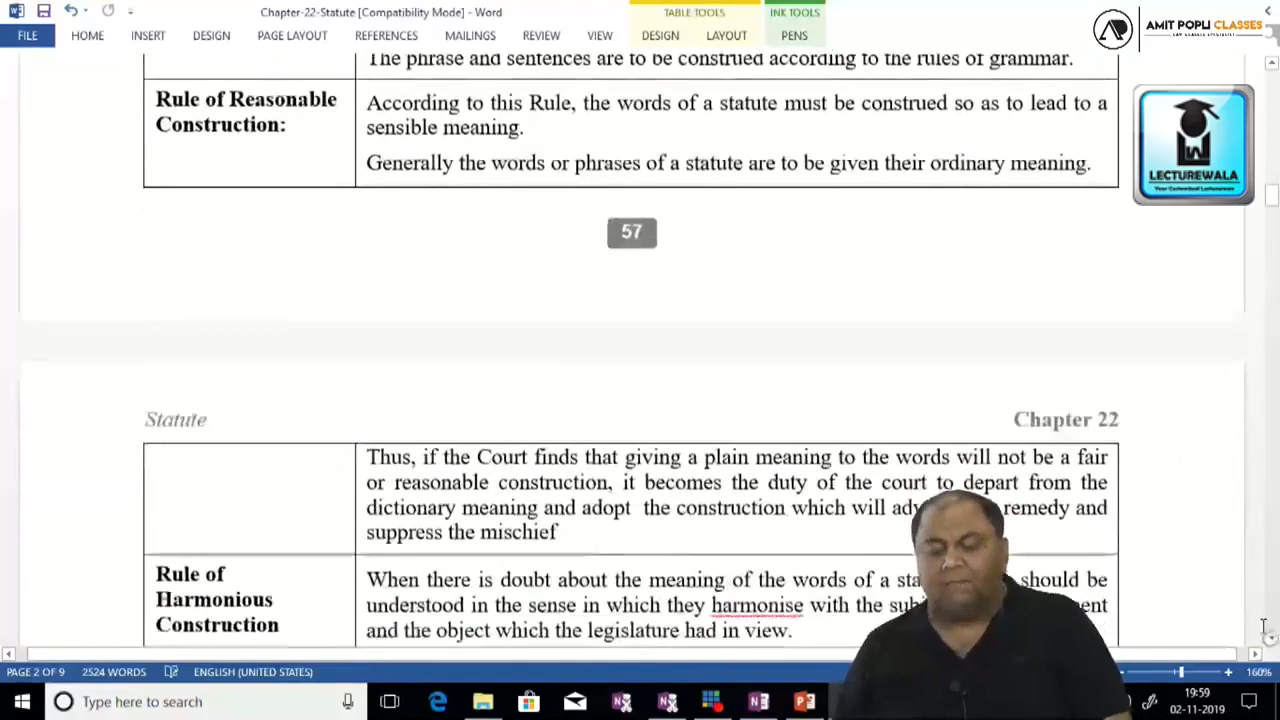 Chapter-22-Statute [Compatibility Mode] - Word
TABLE TOOLS
INK TOOLS
FILE
HOME
INSERT
DESIGN
PAGE LAYOUT
REFERENCES
MAILINGS
REVIEW
VIEW
DESIGN
LAYOUT
PENS
AMIT POPLI CLASSES
The phrase and sentences are to be construed according to the rules of grammar.
Rule of Reasonable
Construction:
According to this Rule, the words of a statute must be construed so as to lead to a
sensible meaning.
Generally the words or phrases of a statute are to be given their ordinary meaning.
LECTUREWALA
57
Statute
Chapter 22
Thus, if the Court finds that giving a plain meaning to the words will not be a fair
or reasonable construction, it becomes the duty of the court to depart from the
dictionary meaning and adopt the construction which will remedy and
suppress the mischief
Rule of
Harmonious
Construction
When there is doubt about the meaning of the words of a should be
understood in the sense in which they harmonise with the
and the object which the legislature had in view.
PAGE 2 OF 9
2524 WORDS
ENGLISH (UNITED STATES)
160%
Type here to search
19:59
02-11-2019